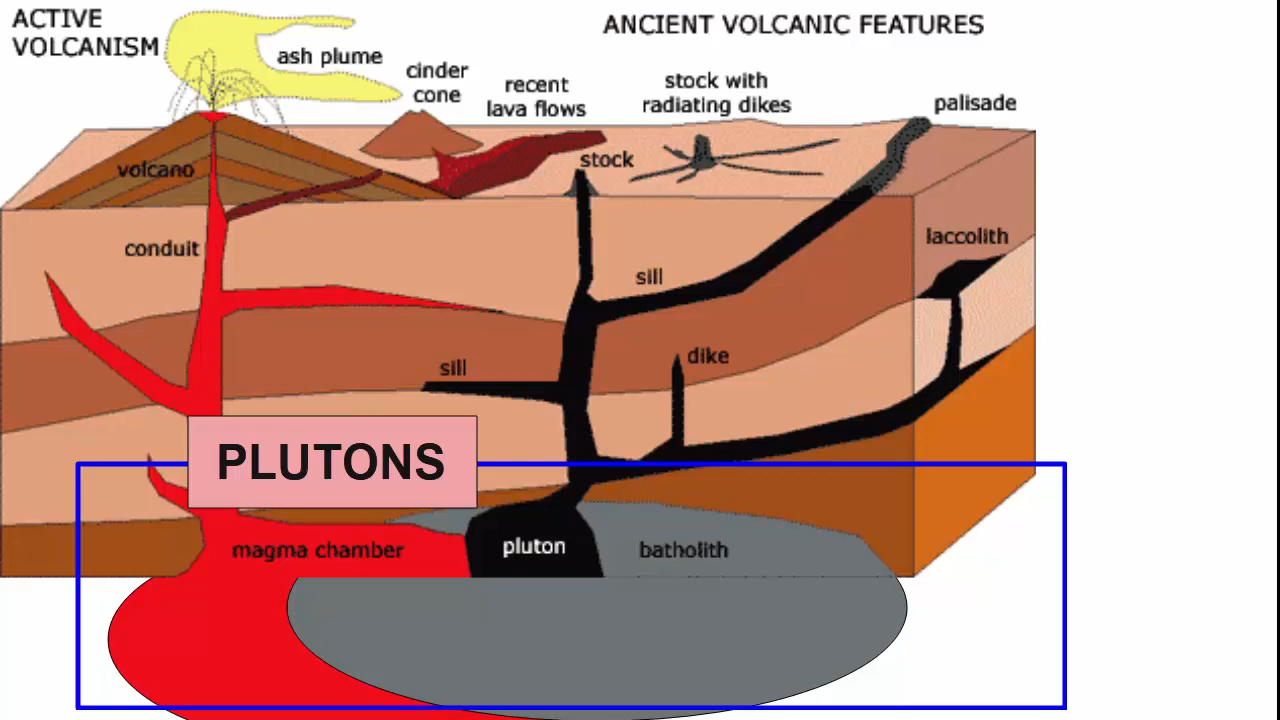 ACTIVE
VOLCANISM
ANCIENT VOLCANIC FEATURES
ash plume
cinder
cone
recent
lava flows
stock with
radiating dikes
palisade
volcano
stock
conduit
laccolith
sill
sill
dike
PLUTONS
magma chamber
pluton
batholith